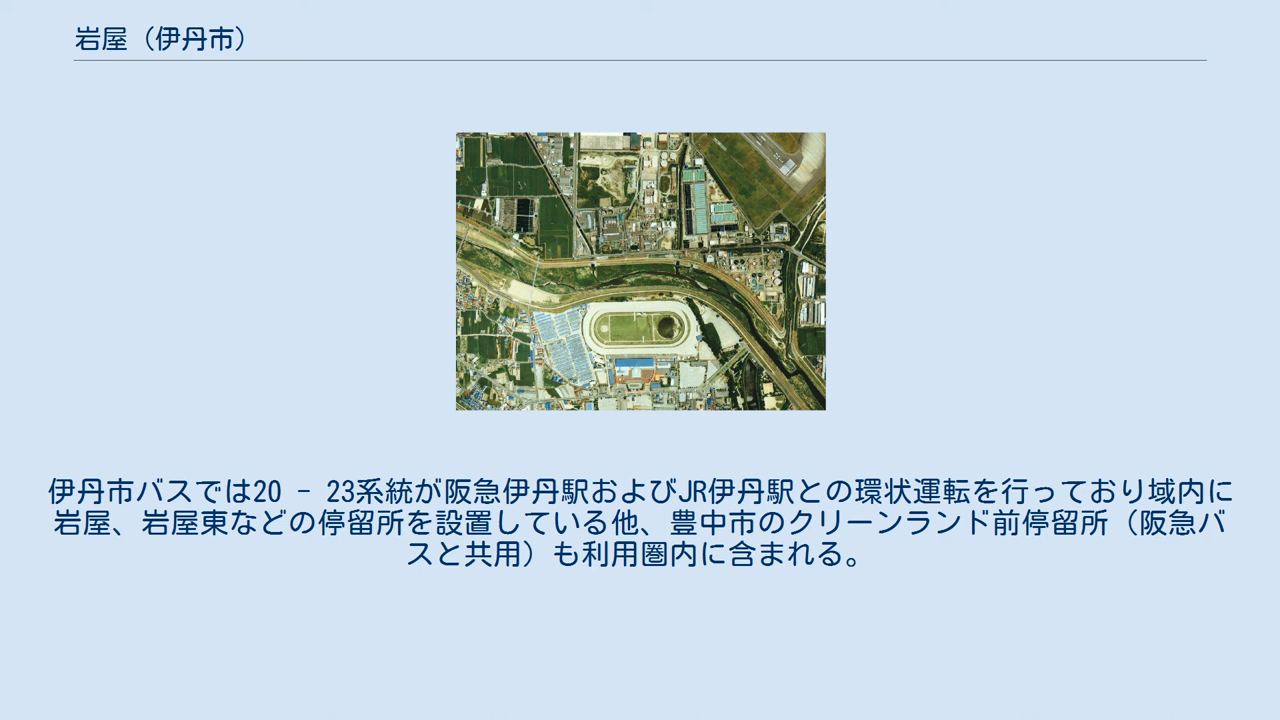 岩屋（伊丹市）
伊丹市バスでは20 - 23系統が阪急伊丹駅およびJR伊丹駅との環状運転を行っており域内に
岩屋、岩屋東などの停留所を設置している他、豊中市のクリーンランド前停留所（阪急バ
スと共用）も利用圏内に含まれる。